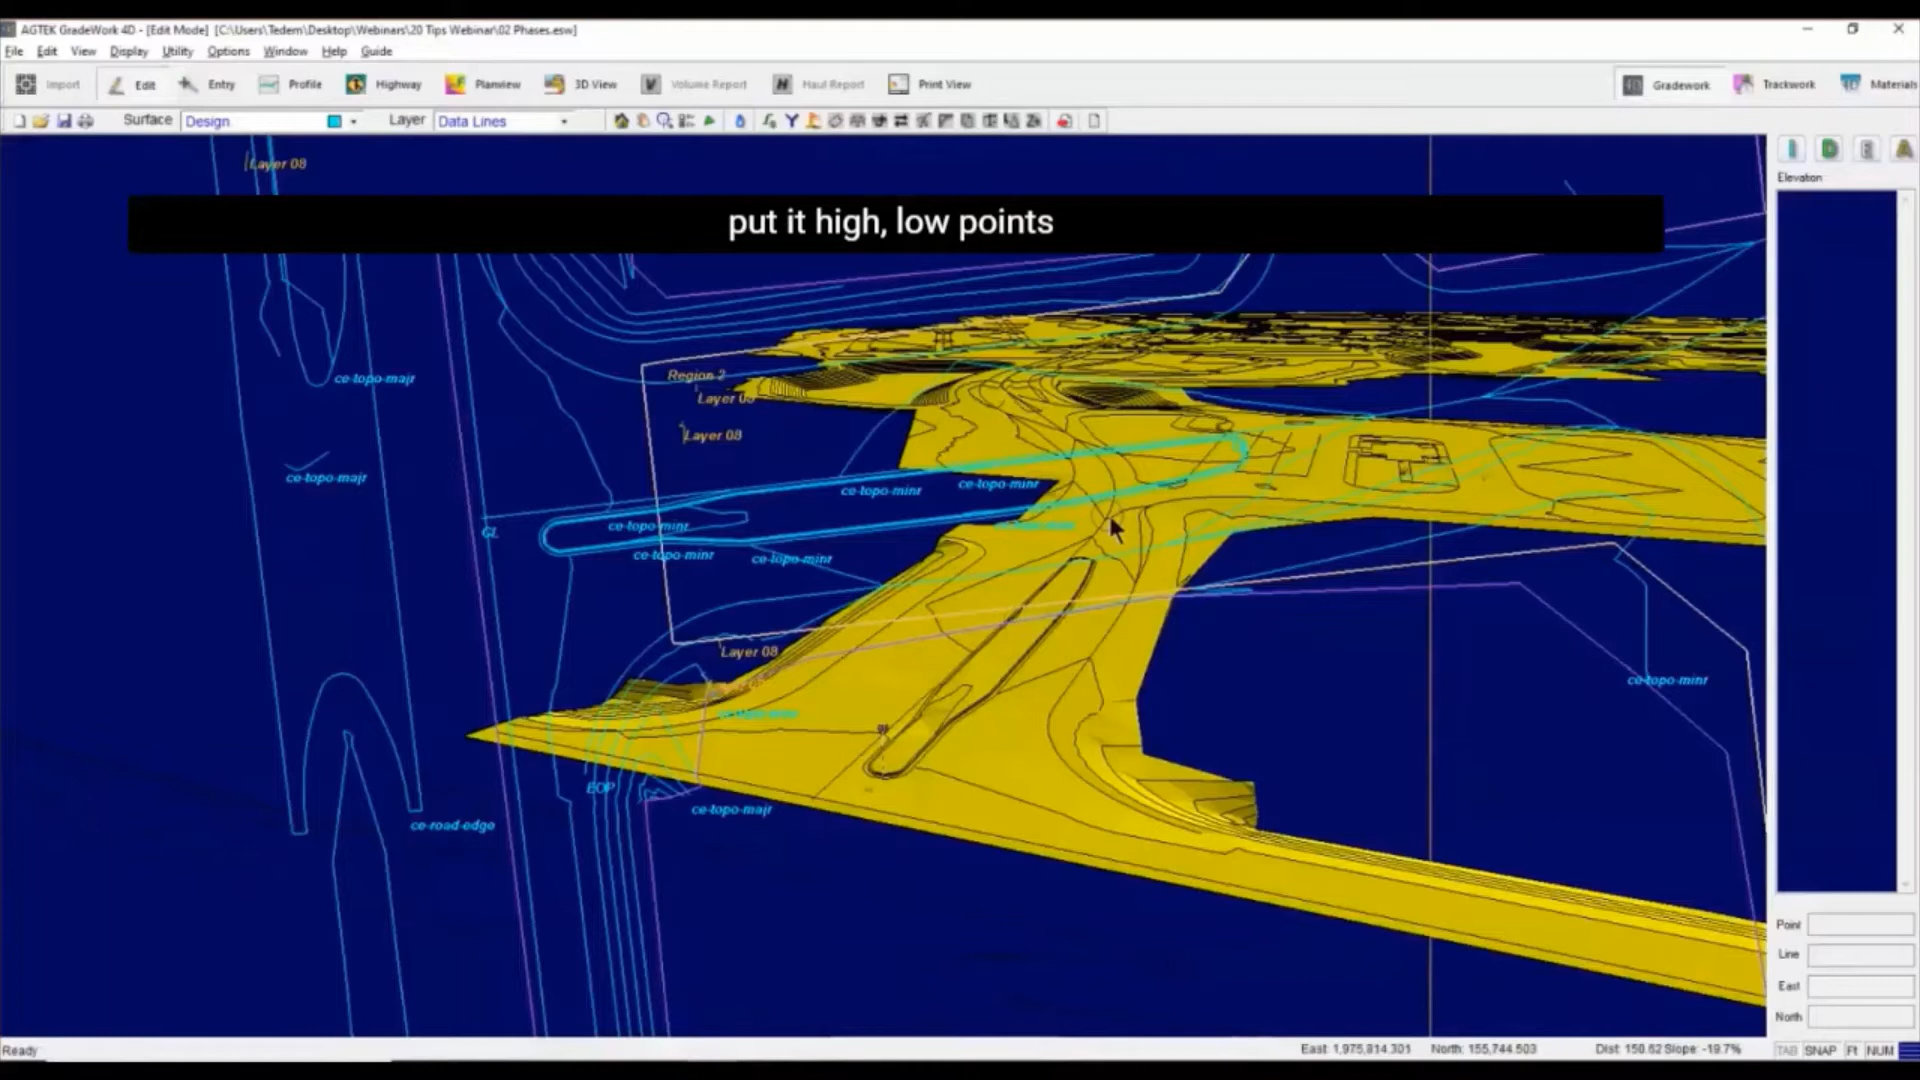 AGTEK GradeWork 4D - [Edit Mode] [C:\Users\Tedem\Desktop\Webinars\20 Tips Webinar\02 Phases.esw]
File Edit View Display Utility Options Window Help Guide
Import Edit Entry Profile Highway Planview 3D View Volume Report Haul Report Print View Gradework Trackwork Materials
Surface Design Layer Data Lines
Layer 08
Elevation
put it high, low points
ce-topo-majr
Region 2
Layer 08
Layer 08
ce-topo-majr
ce-topo-minr ce-topo-minr
GL ce-topo-minr
ce-topo-minr ce-topo-minr
Layer 08
ce-topo-minr
EOP
ce-topo-majr
ce-road-edge
Point
Line
East
North
Ready East: 1,975,814.301 North: 155,744.503 Dist: 150.62 Slope: -19.7% TAB SNAP Ft NUM